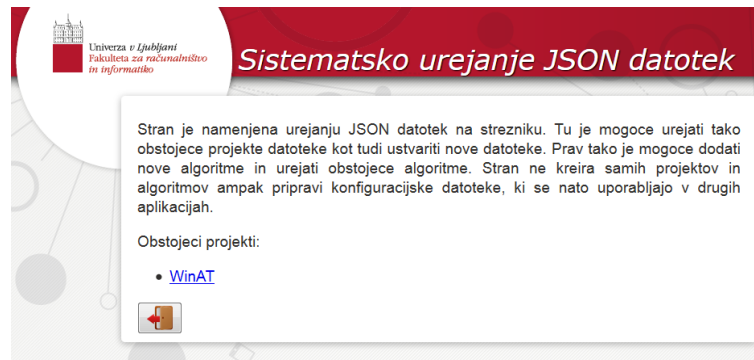 Univerza v Ljubljani
Fakulteta za računalništvo
in informatiko
Sistematsko urejanje JSON datotek
Stran je namenjena urejanju JSON datotek na strezniku. Tu je mogoce urejati tako
obstojece projekte datoteke kot tudi ustvariti nove datoteke. Prav tako je mogoce dodati
nove algoritme in urejati obstojece algoritme. Stran ne kreira samih projektov in
algoritmov ampak pripravi konfiguracijske datoteke, ki se nato uporabljajo v drugih
aplikacijah.
Obstojeci projekti:
• WinAT